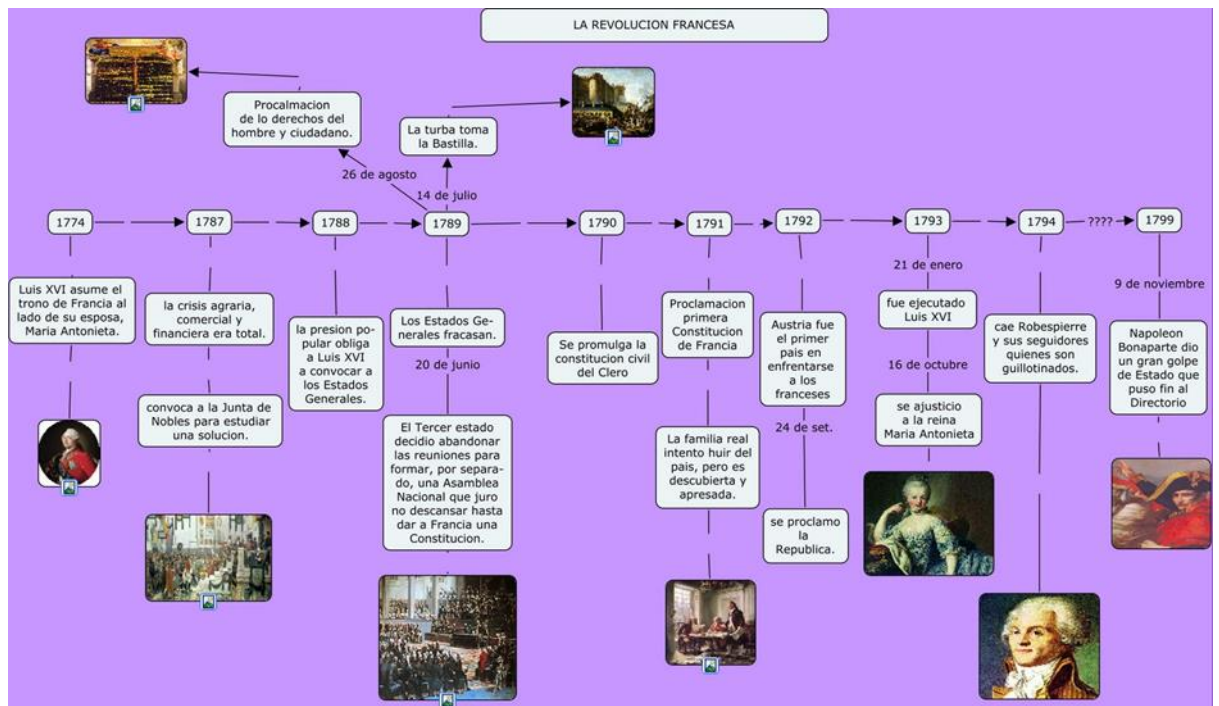 LA REVOLUCION FRANCESA
Procalmacion
de lo derechos del
hombre y ciudadano.
La turba toma
la Bastilla.
26 de agosto
14 de julio
1774
1787
1788
1789
1790
1791
1792
1793
1794
????
1799
Luis XVI asume el
trono de Francia al
lado de su esposa,
Maria Antonieta.
la crisis agraria,
comercial y
financiera era total.
convoca a la Junta de
Nobles para estudiar
una solucion.
la presion po-
pular obliga
a Luis XVI
a convocar a
los Estados
Generales.
Los Estados Ge-
nerales fracasan.
20 de junio
El Tercer estado
decidio abandonar
las reuniones para
formar, por separa-
do, una Asamblea
Nacional que juro
no descansar hasta
dar a Francia una
Constitucion.
Se promulga la
constitucion civil
del Clero
Proclamacion
primera
Constitucion
de Francia
La familia real
intento huir del
pais, pero es
descubierta y
apresada.
Austria fue
el primer
pais en
enfrentarse
a los
franceses
24 de set.
se proclamo
la
Republica.
21 de enero
fue ejecutado
Luis XVI
16 de octubre
se ajusticio
a la reina
Maria Antonieta
cae Robespierre
y sus seguidores
quienes son
guillotinados.
9 de noviembre
Napoleon
Bonaparte dio
un gran golpe
de Estado que
puso fin al
Directorio